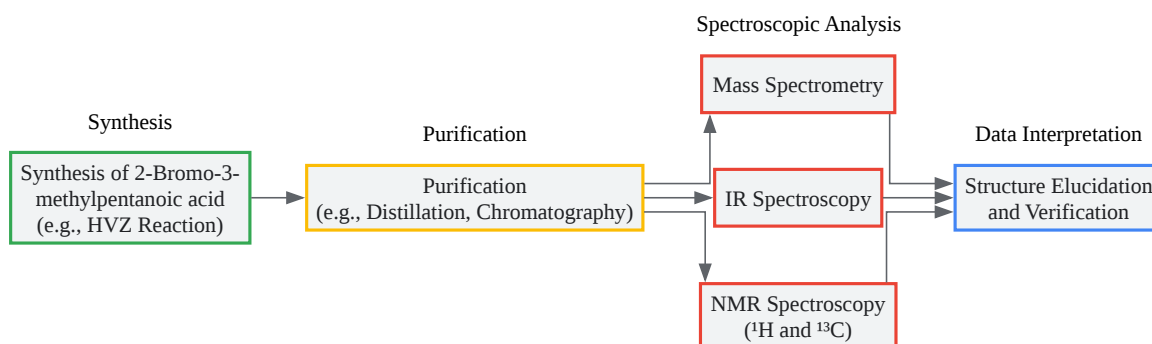 Synthesis
Synthesis of 2-Bromo-3-
methylpentanoic acid
(e.g., HVZ Reaction)
Purification
Purification
(e.g., Distillation, Chromatography)
Spectroscopic Analysis
Mass Spectrometry
IR Spectroscopy
NMR Spectroscopy
(¹H and ¹³C)
Data Interpretation
Structure Elucidation
and Verification